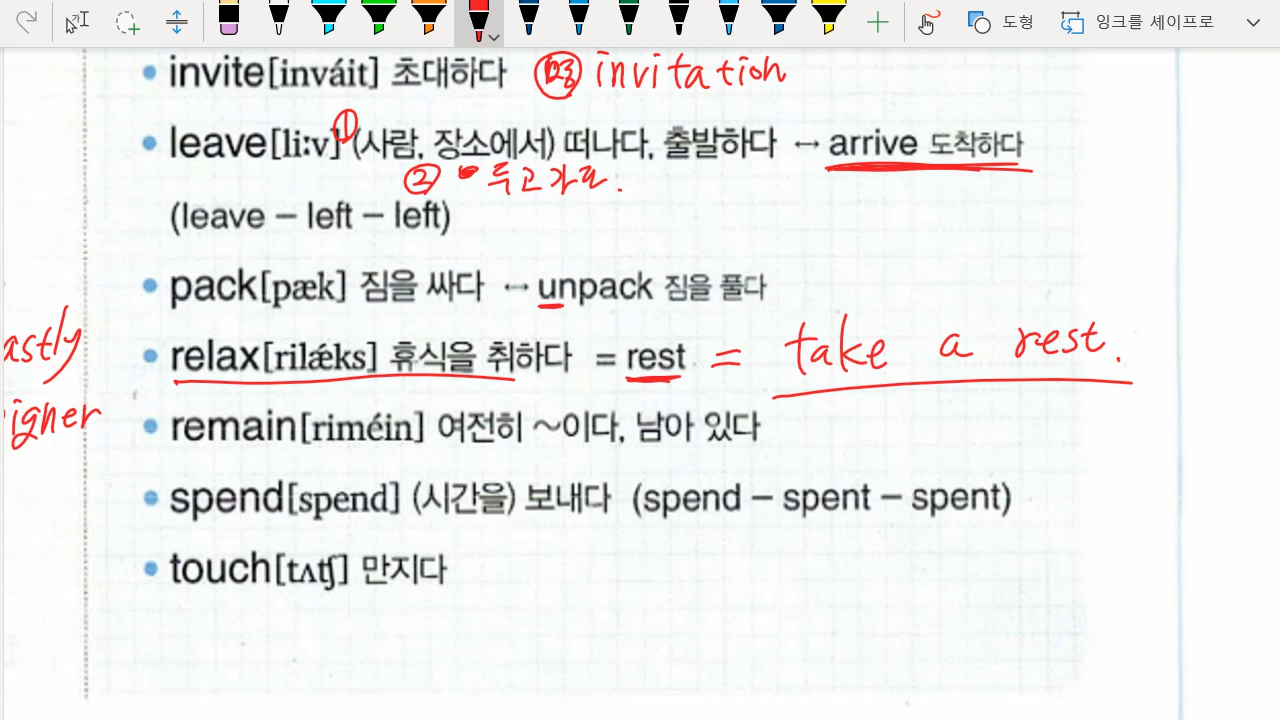 도형 잉크를 셰이프로
invite[inváit] 초대하다 명 invitation
leave[liːv] ① (사람, 장소에서) 떠나다, 출발하다 ↔ arrive 도착하다
② 두고 가다.
(leave – left – left)
pack[pæk] 짐을 싸다 ↔ unpack 짐을 풀다
astly
relax[rilǽks] 휴식을 취하다 = rest = take a rest.
igner
remain[riméin] 여전히 ~이다, 남아 있다
spend[spend] (시간을) 보내다 (spend – spent – spent)
touch[tʌtʃ] 만지다